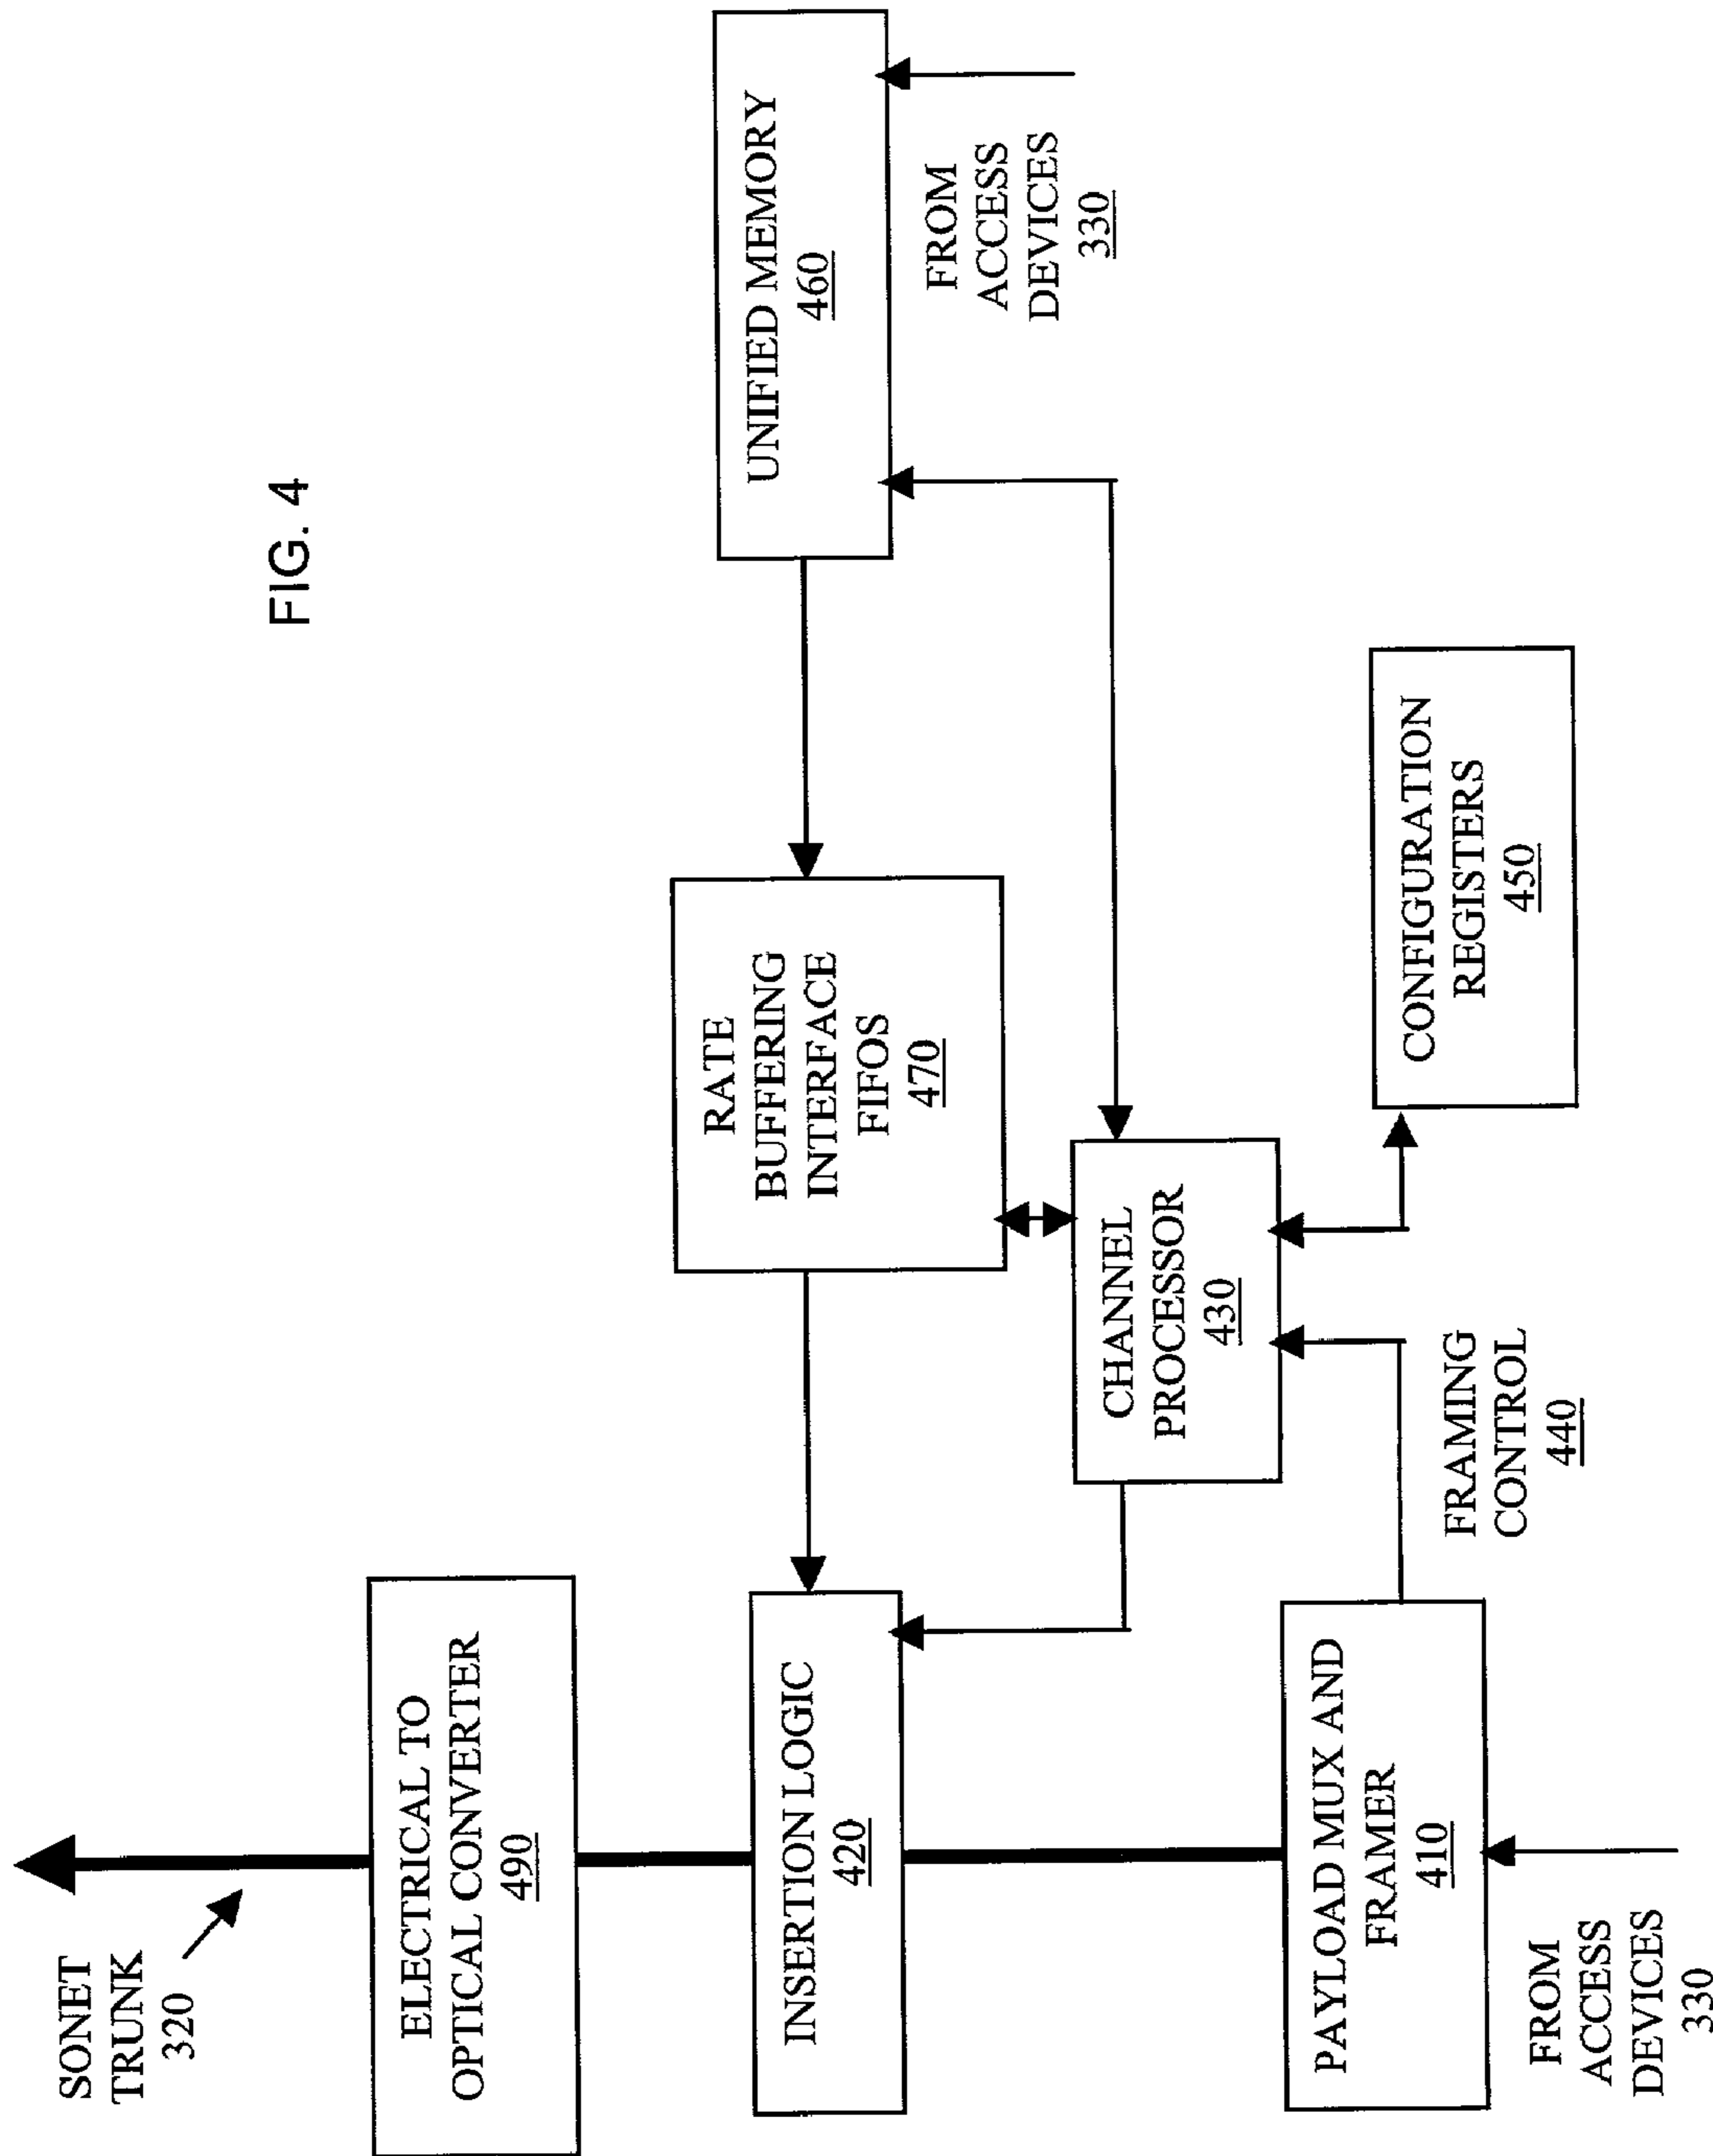 FIG. 4
SONET
TRUNK
320
ELECTRICAL TO
OPTICAL CONVERTER
490
INSERTION LOGIC
420
RATE
BUFFERING
INTERFACE
FIFOS
470
UNIFIED MEMORY
460
FROM
ACCESS
DEVICES
330
CHANNEL
PROCESSOR
430
CONFIGURATION
REGISTERS
450
PAYLOAD MUX AND
FRAMER
410
FRAMING
CONTROL
440
FROM
ACCESS
DEVICES
330